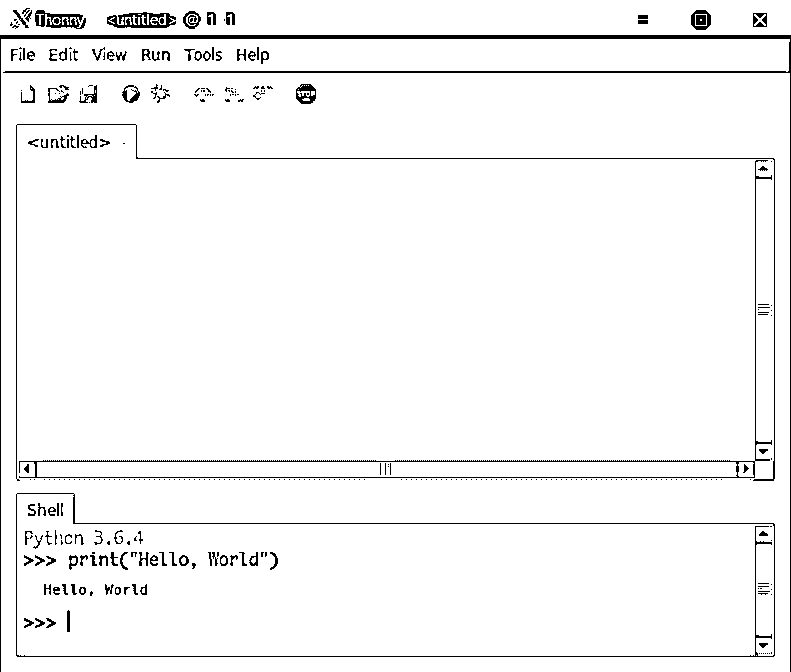 Thonny <untitled> @ 1 : 1
File Edit View Run Tools Help
STOP
<untitled>
Shell
Python 3.6.4
>>> print("Hello, World")
Hello, World
>>>